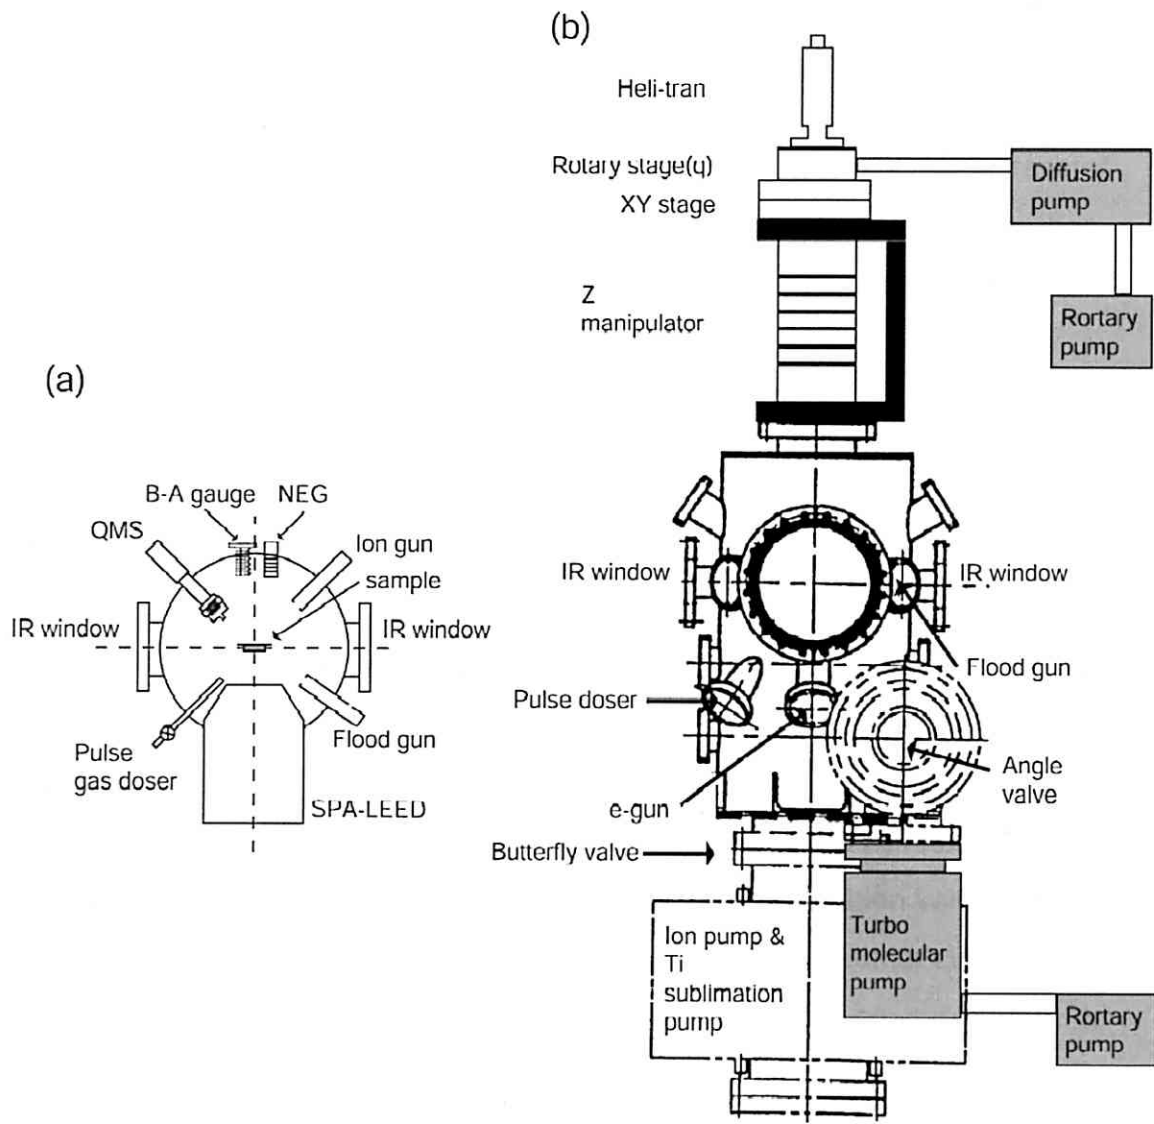 (a)
B-A gauge
NEG
QMS
Ion gun
sample
IR window
IR window
Pulse
gas doser
Flood gun
SPA-LEED
(b)
Heli-tran
Rotary stage(q)
XY stage
Diffusion
pump
Z
manipulator
Rortary
pump
IR window
IR window
Flood gun
Pulse doser
Angle
valve
e-gun
Butterfly valve
Ion pump &
Ti
sublimation
pump
Turbo
molecular
pump
Rortary
pump